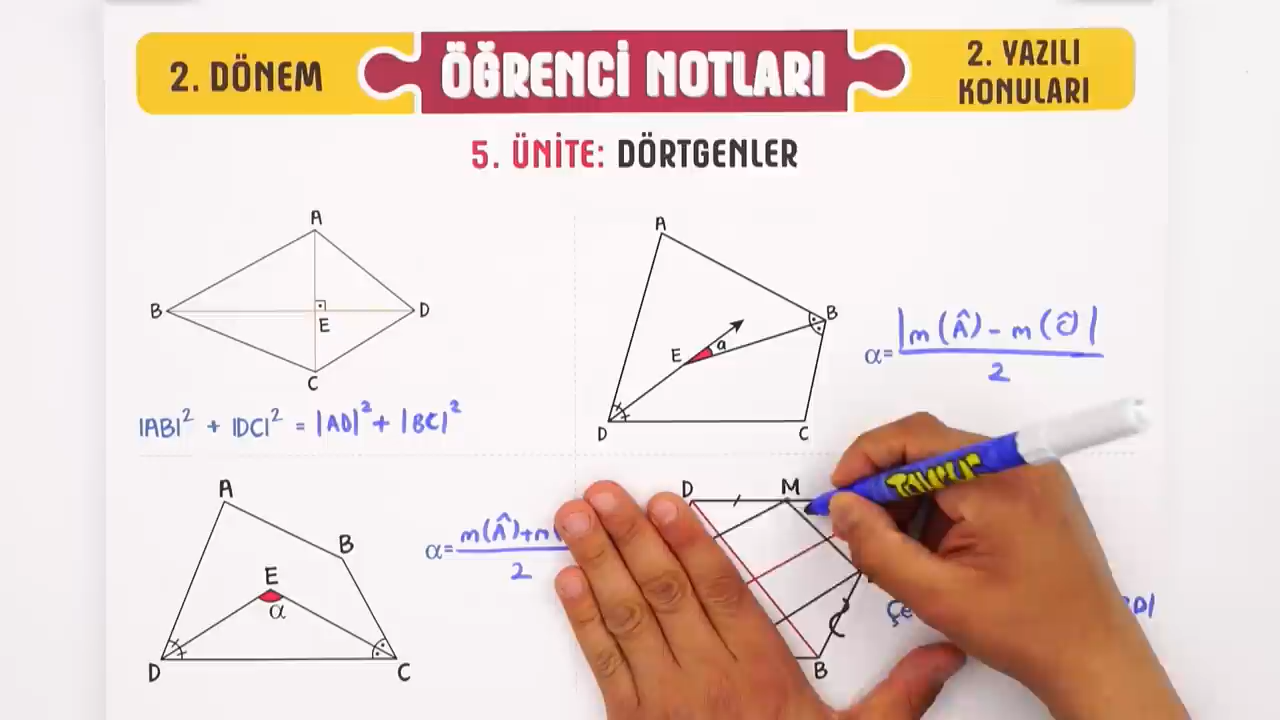 2. DÖNEM
ÖĞRENCİ NOTLARI
2. YAZILI
KONULARI
5. ÜNİTE: DÖRTGENLER
A
B
D
E
C
|AB|² + |DC|² = |AD|² + |BC|²
A
B
E
α
D
C
α= |m(Â) - m(Ĉ)|
2
A
B
E
α
D
C
α= m(Â)+m(
2
D
M
B